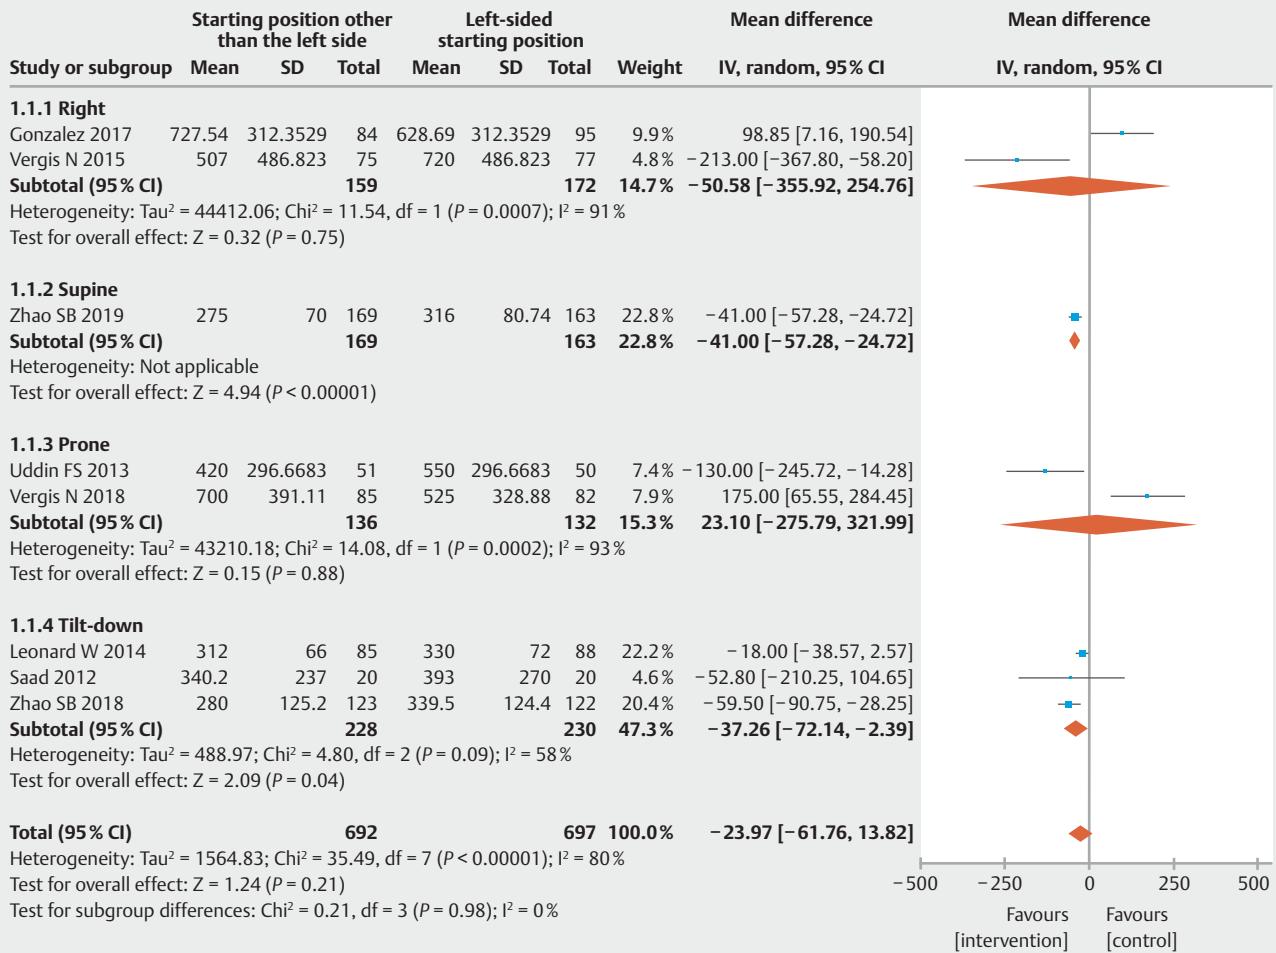 Starting position other than the left side Left-sided starting position Mean difference Mean difference
Study or subgroup Mean SD Total Mean SD Total Weight IV, random, 95% CI IV, random, 95% CI
1.1.1 Right
Gonzalez 2017 727.54 312.3529 84 628.69 312.3529 95 9.9% 98.85 [7.16, 190.54]
Vergis N 2015 507 486.823 75 720 486.823 77 4.8% −213.00 [−367.80, −58.20]
Subtotal (95% CI) 159 172 14.7% −50.58 [−355.92, 254.76]
Heterogeneity: Tau² = 44412.06; Chi² = 11.54, df = 1 (P = 0.0007); I² = 91%
Test for overall effect: Z = 0.32 (P = 0.75)
1.1.2 Supine
Zhao SB 2019 275 70 169 316 80.74 163 22.8% −41.00 [−57.28, −24.72]
Subtotal (95% CI) 169 163 22.8% −41.00 [−57.28, −24.72]
Heterogeneity: Not applicable
Test for overall effect: Z = 4.94 (P < 0.00001)
1.1.3 Prone
Uddin FS 2013 420 296.6683 51 550 296.6683 50 7.4% −130.00 [−245.72, −14.28]
Vergis N 2018 700 391.11 85 525 328.88 82 7.9% 175.00 [65.55, 284.45]
Subtotal (95% CI) 136 132 15.3% 23.10 [−275.79, 321.99]
Heterogeneity: Tau² = 43210.18; Chi² = 14.08, df = 1 (P = 0.0002); I² = 93%
Test for overall effect: Z = 0.15 (P = 0.88)
1.1.4 Tilt-down
Leonard W 2014 312 66 85 330 72 88 22.2% −18.00 [−38.57, 2.57]
Saad 2012 340.2 237 20 393 270 20 4.6% −52.80 [−210.25, 104.65]
Zhao SB 2018 280 125.2 123 339.5 124.4 122 20.4% −59.50 [−90.75, −28.25]
Subtotal (95% CI) 228 230 47.3% −37.26 [−72.14, −2.39]
Heterogeneity: Tau² = 488.97; Chi² = 4.80, df = 2 (P = 0.09); I² = 58%
Test for overall effect: Z = 2.09 (P = 0.04)
Total (95% CI) 692 697 100.0% −23.97 [−61.76, 13.82]
Heterogeneity: Tau² = 1564.83; Chi² = 35.49, df = 7 (P < 0.00001); I² = 80%
Test for overall effect: Z = 1.24 (P = 0.21)
Test for subgroup differences: Chi² = 0.21, df = 3 (P = 0.98); I² = 0%
−500 −250 0 250 500
Favours [intervention] Favours [control]